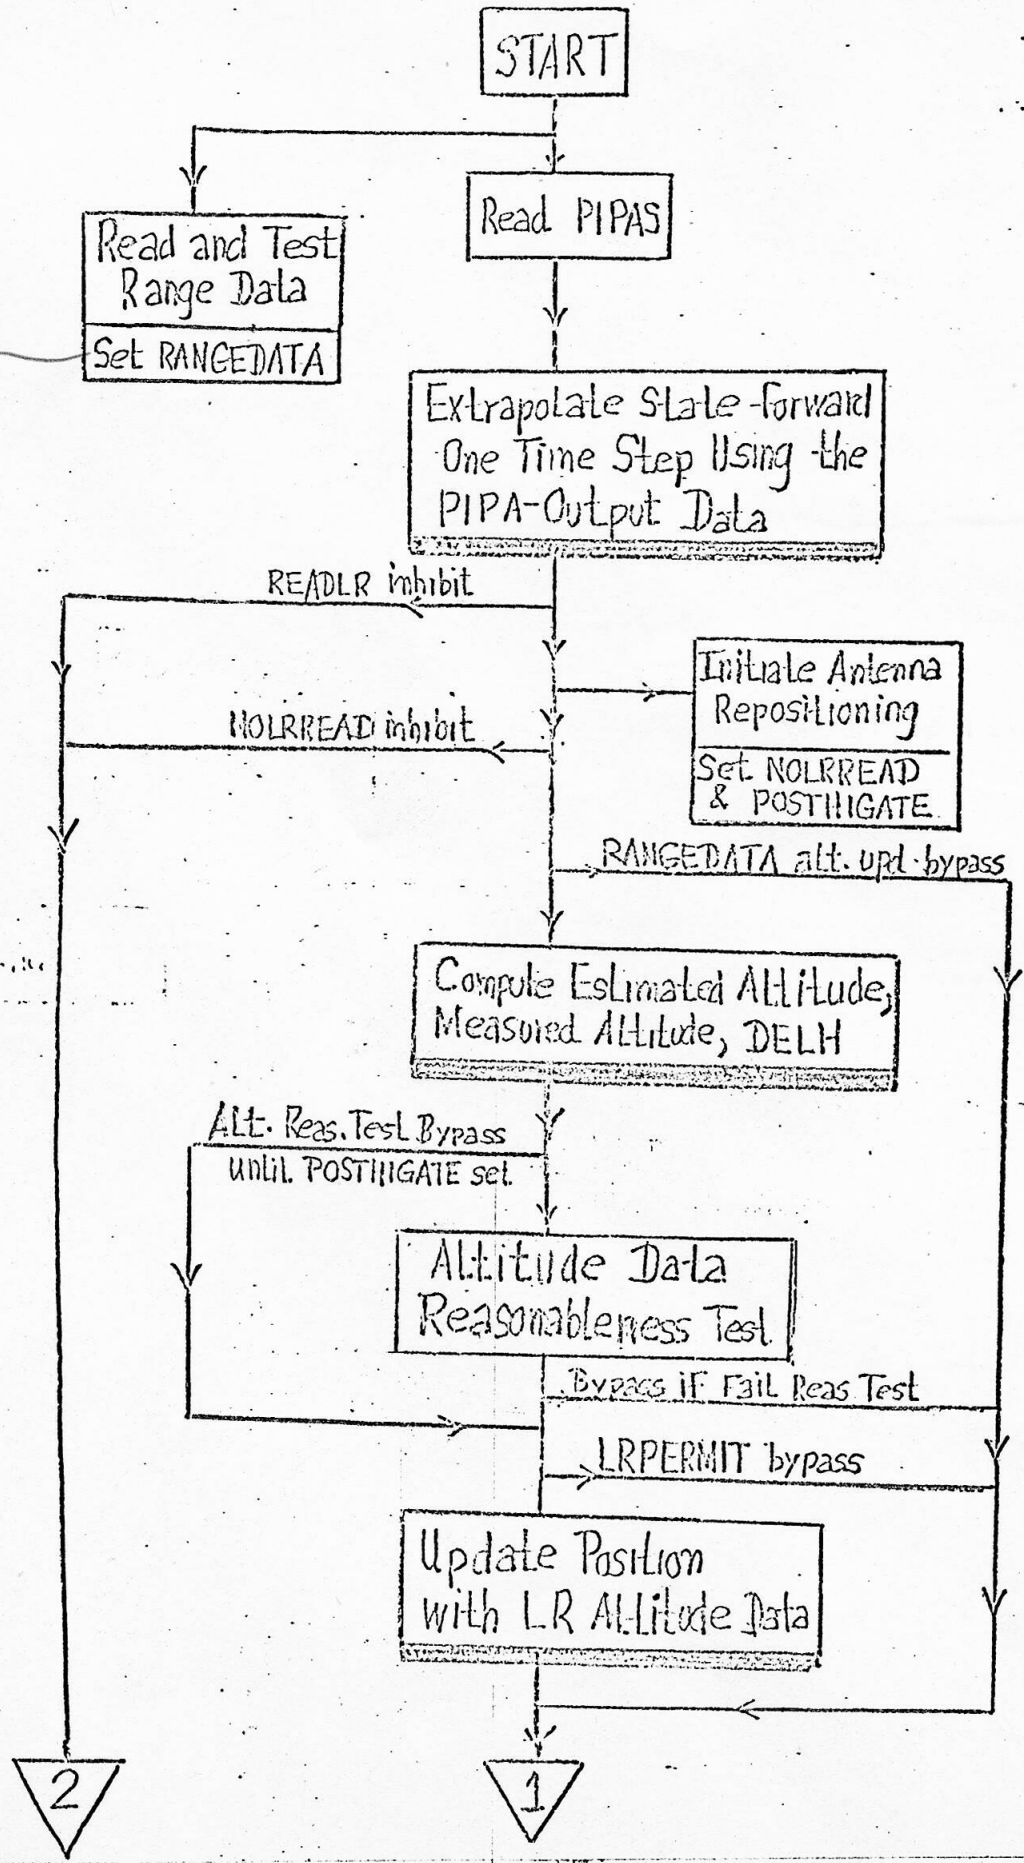 START
Read PIPAS
Read and Test
Range Data
Set RANGEDATA
Extrapolate State forward
One Time Step Using the
PIPA-Output Data
READLR inhibit
Initiate Antenna
Repositioning
NOLRREAD inhibit
Set NOLRREAD
& POSTHIGATE
RANGEDATA alt. upd. bypass
Compute Estimated Altitude,
Measured Altitude, DELH
Alt. Reas. Test Bypass
until POSTHIGATE set
Altitude Data
Reasonableness Test
Bypass if Fail Reas Test
LRPERMIT bypass
Update Position
with LR Altitude Data
2
1